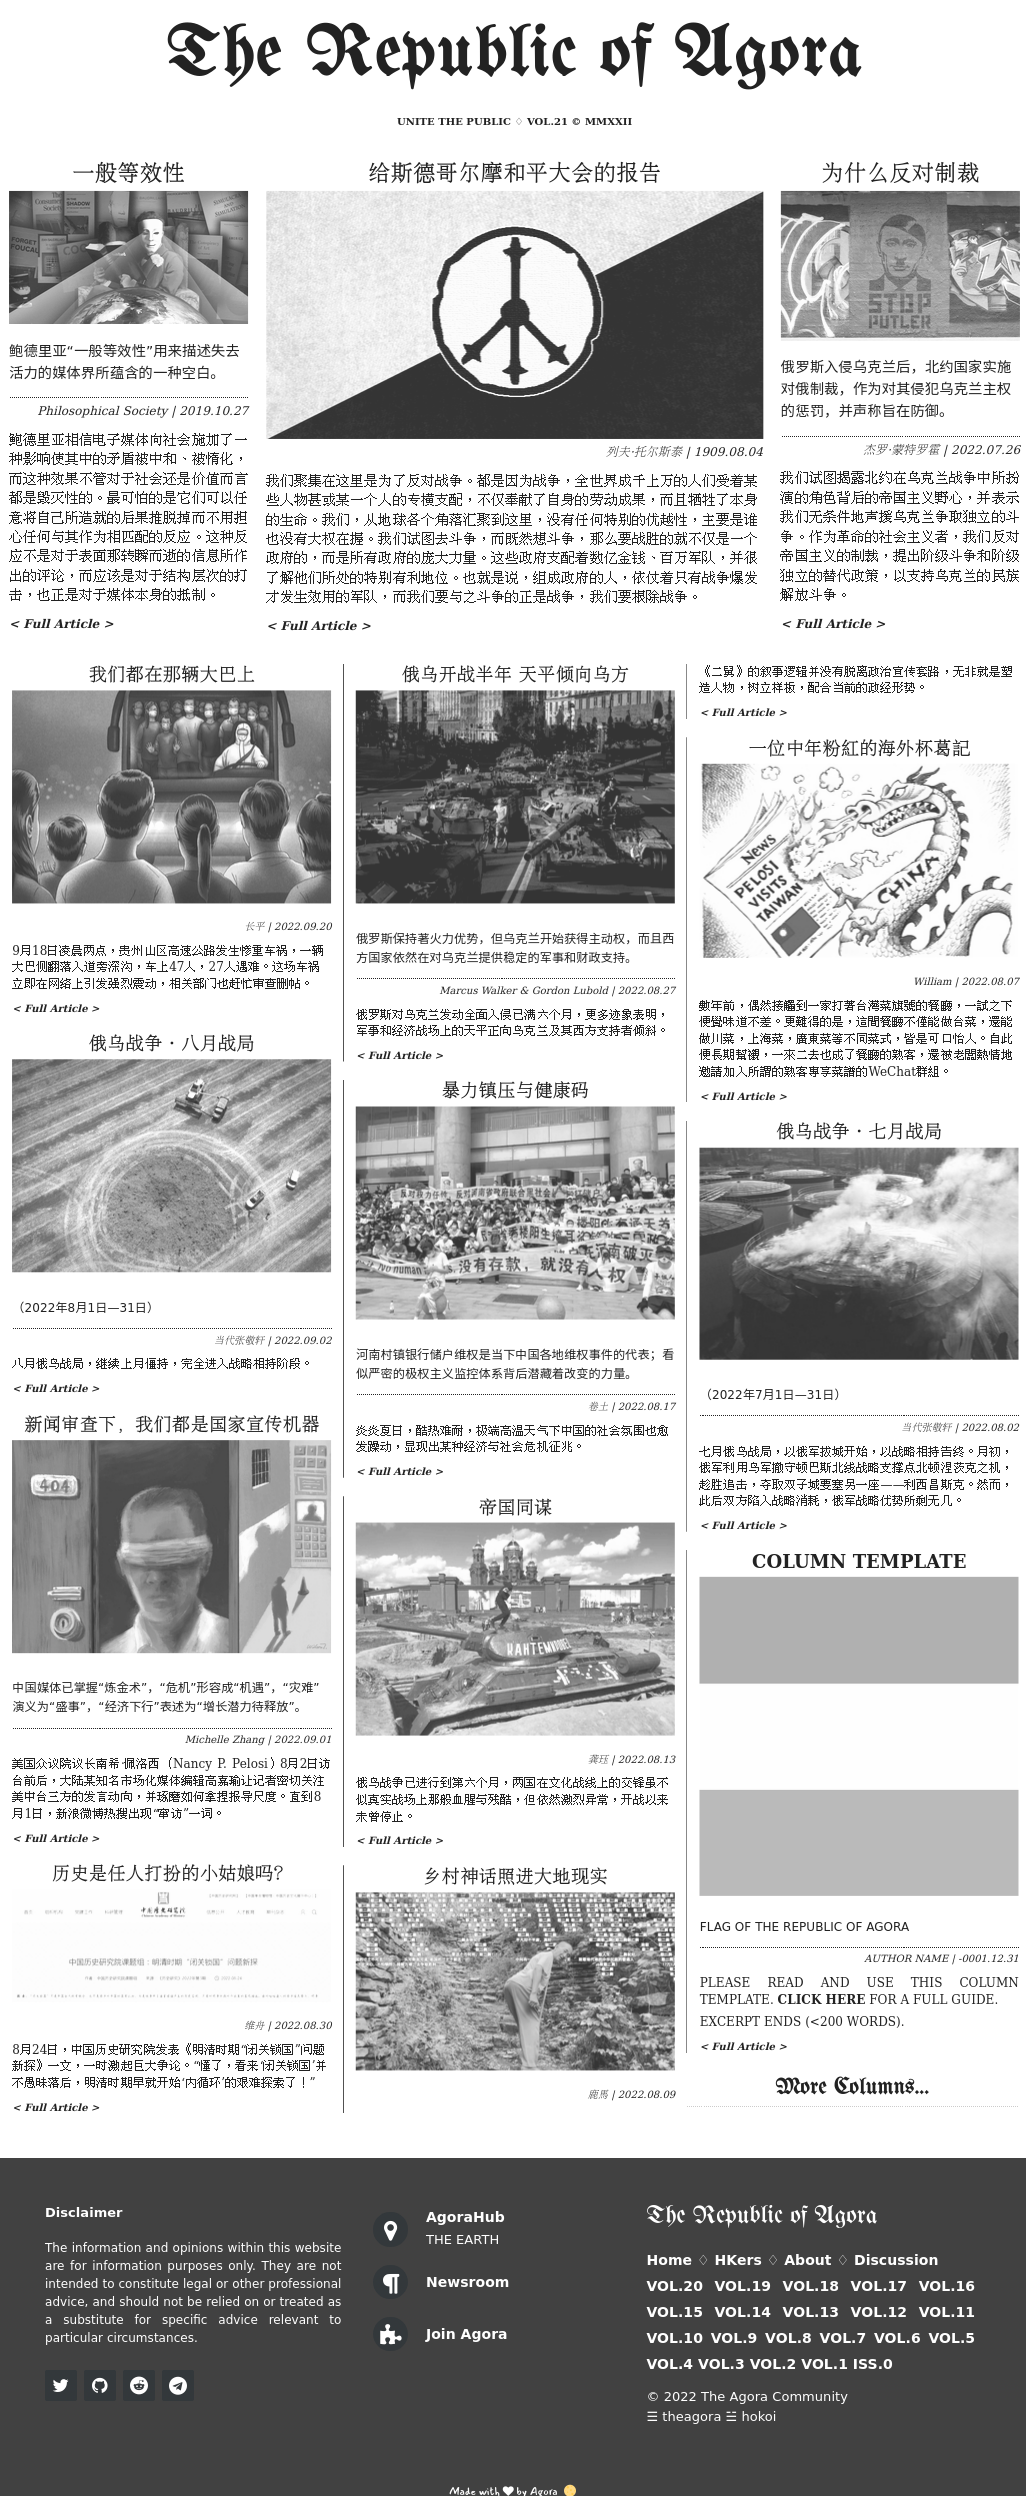 The Republic of Agora
UNITE THE PUBLIC ♢ VOL.21 © MMXXII
一般等效性
鲍德里亚“一般等效性”用来描述失去
活力的媒体界所蕴含的一种空白。
Philosophical Society | 2019.10.27
鲍德里亚相信电子媒体向社会施加了一
种影响使其中的矛盾被中和、被惰化，
而这种效果不管对于社会还是价值而言
都是毁灭性的。最可怕的是它们可以任
意将自己所造就的后果推脱掉而不用担
心任何与其作为相匹配的反应。这种反
应不是对于表面那转瞬而逝的信息所作
出的评论，而应该是对于结构层次的打
击，也正是对于媒体本身的抵制。
< Full Article >
给斯德哥尔摩和平大会的报告
列夫·托尔斯泰 | 1909.08.04
我们聚集在这里是为了反对战争。都是因为战争，全世界成千上万的人们受着某
些人物甚或某一个人的专横支配，不仅奉献了自身的劳动成果，而且牺牲了本身
的生命。我们，从地球各个角落汇聚到这里，没有任何特别的优越性，主要是谁
也没有大权在握。我们试图去斗争，而既然想斗争，那么要战胜的就不仅是一个
政府的，而是所有政府的庞大力量。这些政府支配着数亿金钱、百万军队，并很
了解他们所处的特别有利地位。也就是说，组成政府的人，依仗着只有战争爆发
才发生效用的军队，而我们要与之斗争的正是战争，我们要根除战争。
< Full Article >
为什么反对制裁
STOP
PUTLER
俄罗斯入侵乌克兰后，北约国家实施
对俄制裁，作为对其侵犯乌克兰主权
的惩罚，并声称旨在防御。
杰罗·蒙特罗霍 | 2022.07.26
我们试图揭露北约在乌克兰战争中所扮
演的角色背后的帝国主义野心，并表示
我们无条件地声援乌克兰争取独立的斗
争。作为革命的社会主义者，我们反对
帝国主义的制裁，提出阶级斗争和阶级
独立的替代政策，以支持乌克兰的民族
解放斗争。
< Full Article >
我们都在那辆大巴上
长平 | 2022.09.20
9月18日凌晨两点，贵州山区高速公路发生惨重车祸，一辆
大巴侧翻落入道旁深沟，车上47人，27人遇难。这场车祸
立即在网络上引发强烈震动，相关部门也赶忙审查删帖。
< Full Article >
俄乌战争·八月战局
（2022年8月1日—31日）
当代张敬轩 | 2022.09.02
八月俄乌战局，继续上月僵持，完全进入战略相持阶段。
< Full Article >
新闻审查下，我们都是国家宣传机器
404
中国媒体已掌握“炼金术”，“危机”形容成“机遇”，“灾难”
演义为“盛事”，“经济下行”表述为“增长潜力待释放”。
Michelle Zhang | 2022.09.01
美国众议院议长南希·佩洛西（Nancy P. Pelosi）8月2日访
台前后，大陆某知名市场化媒体编辑高嘉瑜让记者密切关注
美中台三方的发言动向，并琢磨如何拿捏报导尺度。直到8
月1日，新浪微博热搜出现“审访”一词。
< Full Article >
历史是任人打扮的小姑娘吗?
中国历史研究院
中国历史研究院课题组：明清时期“闭关锁国”问题新探
维舟 | 2022.08.30
8月24日，中国历史研究院发表《明清时期“闭关锁国”问题
新探》一文，一时激起巨大争论。“懂了，看来‘闭关锁国’并
不愚昧落后，明清时期早就开始‘内循环’的艰难探索了！”
< Full Article >
俄乌开战半年 天平倾向乌方
俄罗斯保持著火力优势，但乌克兰开始获得主动权，而且西
方国家依然在对乌克兰提供稳定的军事和财政支持。
Marcus Walker & Gordon Lubold | 2022.08.27
俄罗斯对乌克兰发动全面入侵已满六个月，更多迹象表明，
军事和经济战场上的天平正向乌克兰及其西方支持者倾斜。
< Full Article >
暴力镇压与健康码
没有存款，就没有人权
河南村镇银行储户维权是当下中国各地维权事件的代表；看
似严密的极权主义监控体系背后潜藏着改变的力量。
卷土 | 2022.08.17
炎炎夏日，酷热难耐，极端高温天气下中国的社会氛围也愈
发躁动，显现出某种经济与社会危机征兆。
< Full Article >
帝国同谋
龚珏 | 2022.08.13
俄乌战争已进行到第六个月，两国在文化战线上的交锋虽不
似真实战场上那般血腥与残酷，但依然激烈异常，开战以来
未曾停止。
< Full Article >
乡村神话照进大地现实
鹿馬 | 2022.08.09
《二舅》的叙事逻辑并没有脱离政治宣传套路，无非就是塑
造人物，树立样板，配合当前的政经形势。
< Full Article >
一位中年粉紅的海外杯葛記
News
PELOSI
VISITS
TAIWAN
CHINA
William | 2022.08.07
數年前，偶然接觸到一家打著台灣菜旗號的餐廳，一試之下
便覺味道不差。更難得的是，這間餐廳不僅能做台菜，還能
做川菜，上海菜，廣東菜等不同菜式，皆是可口怡人。自此
便長期幫襯，一來二去也成了餐廳的熟客，還被老闆熱情地
邀請加入所謂的熟客專享菜譜的WeChat群組。
< Full Article >
俄乌战争·七月战局
（2022年7月1日—31日）
当代张敬轩 | 2022.08.02
七月俄乌战局，以俄军拔城开始，以战略相持告终。月初，
俄军利用乌军撤守顿巴斯北线战略支撑点北顿涅茨克之机，
趁胜追击，夺取双子城要塞另一座——利西昌斯克。然而，
此后双方陷入战略消耗，俄军战略优势所剩无几。
< Full Article >
COLUMN TEMPLATE
FLAG OF THE REPUBLIC OF AGORA
AUTHOR NAME | -0001.12.31
PLEASE READ AND USE THIS COLUMN
TEMPLATE. CLICK HERE FOR A FULL GUIDE.
EXCERPT ENDS (<200 WORDS).
< Full Article >
More Columns...
Disclaimer
The information and opinions within this website
are for information purposes only. They are not
intended to constitute legal or other professional
advice, and should not be relied on or treated as
a substitute for specific advice relevant to
particular circumstances.
AgoraHub
THE EARTH
Newsroom
Join Agora
The Republic of Agora
Home ♢ HKers ♢ About ♢ Discussion
VOL.20 VOL.19 VOL.18 VOL.17 VOL.16
VOL.15 VOL.14 VOL.13 VOL.12 VOL.11
VOL.10 VOL.9 VOL.8 VOL.7 VOL.6 VOL.5
VOL.4 VOL.3 VOL.2 VOL.1 ISS.0
© 2022 The Agora Community
☰ theagora ☱ hokoi
Made with ♥ by Agora